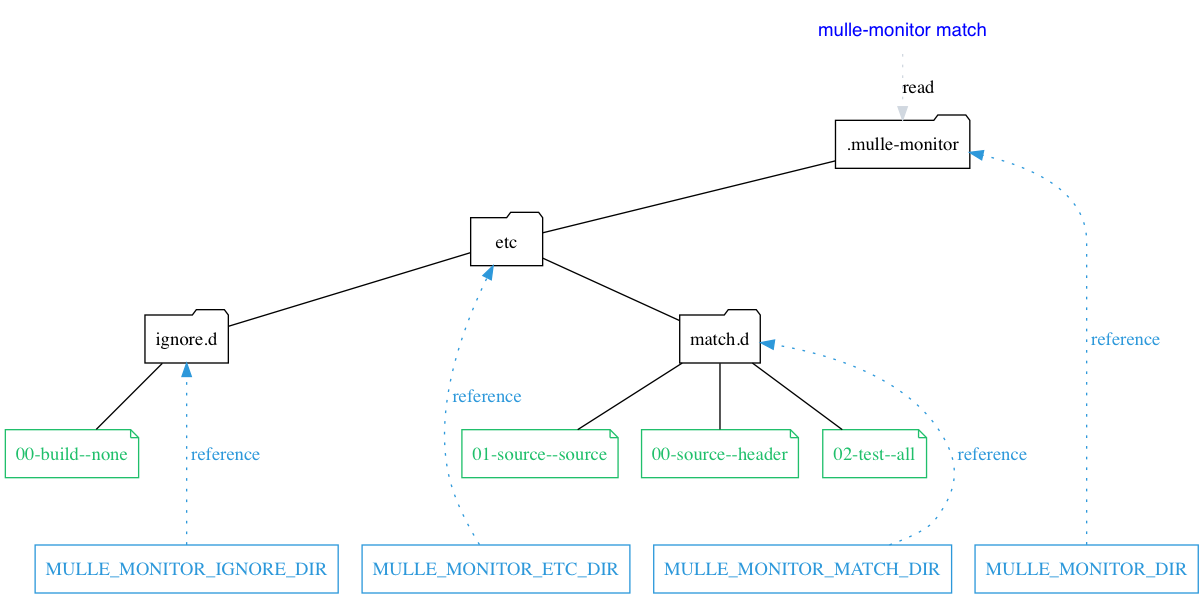 mulle-monitor match
read
.mulle-monitor
etc
ignore.d
match.d
reference
reference
00-build--none
reference
01-source--source
00-source--header
02-test--all
reference
MULLE_MONITOR_IGNORE_DIR
MULLE_MONITOR_ETC_DIR
MULLE_MONITOR_MATCH_DIR
MULLE_MONITOR_DIR